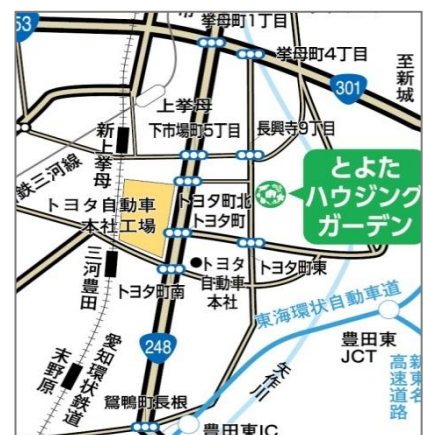 挙母町1丁目
53
挙母町4丁目
至新城
301
上挙母
新上挙母
下市場町5丁目
長興寺9丁目
鉄三河線
とよた
ハウジング
ガーデン
トヨタ自動車
本社工場
トヨタ町北
トヨタ町
三河豊田
トヨタ
自動車
本社
トヨタ町東
トヨタ町南
東海環状自動車道
豊田東
JCT
248
愛知環状鉄道
末野原
矢作川
新東名
高速道路
鴛鴨町長根
豊田東IC